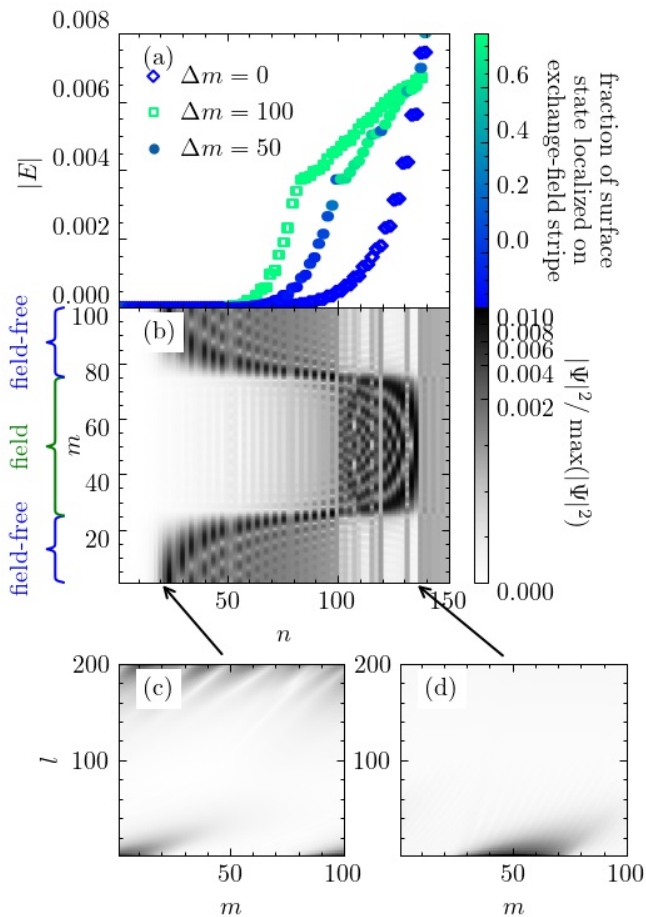 0.008
0.006
0.004
0.002
0.000
|E|
(a)
Δm = 0
Δm = 100
Δm = 50
0.6
0.4
0.2
0.0
fraction of surface
state localized on
exchange-field stripe
field-free
field
field-free
100
80
60
40
20
m
(b)
50
100
150
n
0.010
0.008
0.006
0.004
0.002
0.000
|Ψ|²/ max(|Ψ|²)
200
100
l
(c)
50
100
m
200
100
(d)
50
100
m